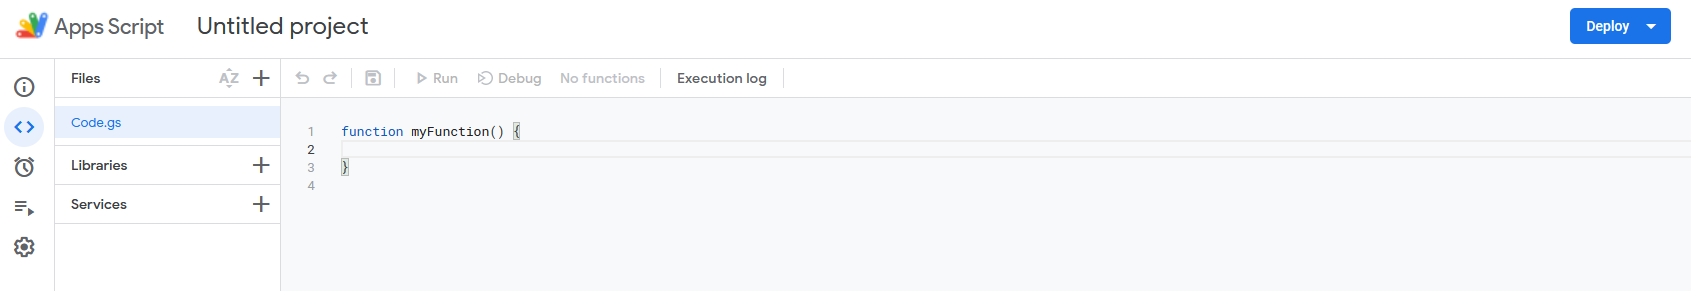 Apps Script Untitled project Deploy
Files AZ Run Debug No functions Execution log
Code.gs
Libraries
Services
1 function myFunction() {
2
3 }
4